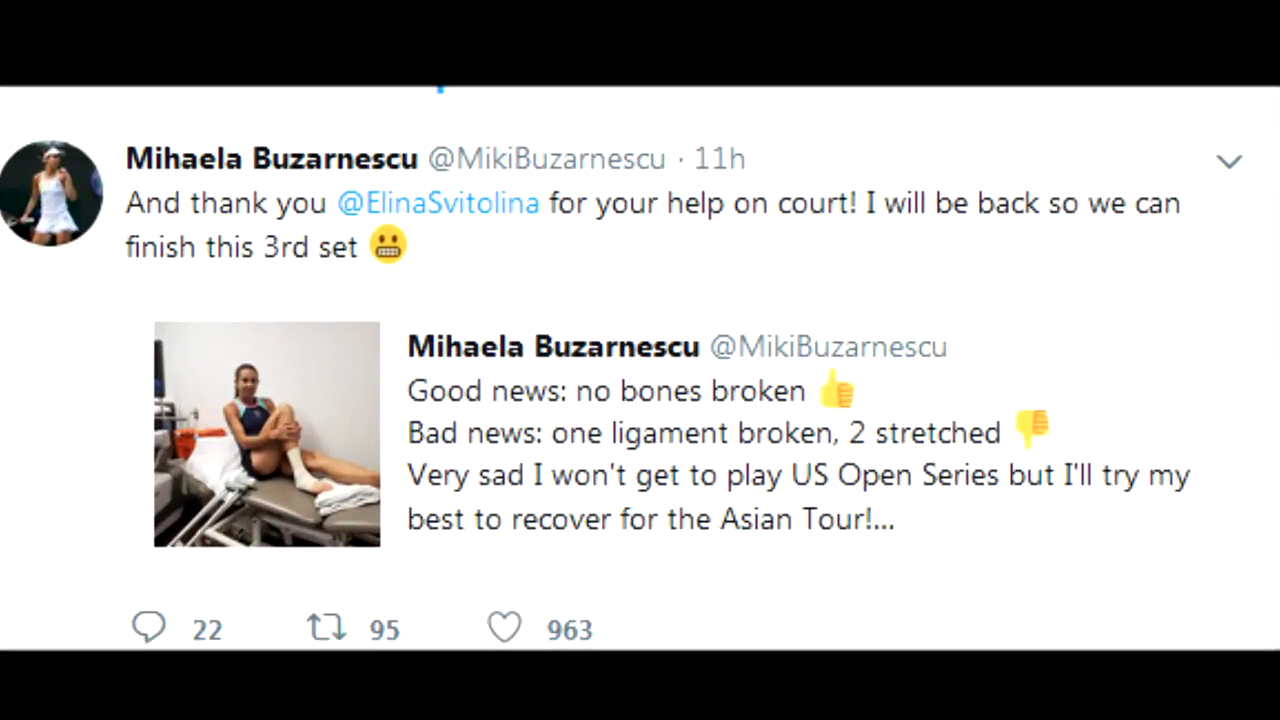 Mihaela Buzarnescu @MikiBuzarnescu · 11h
And thank you @ElinaSvitolina for your help on court! I will be back so we can
finish this 3rd set 😬
Mihaela Buzarnescu @MikiBuzarnescu
Good news: no bones broken 👍
Bad news: one ligament broken, 2 stretched 👎
Very sad I won't get to play US Open Series but I'll try my
best to recover for the Asian Tour!...
22 95 963